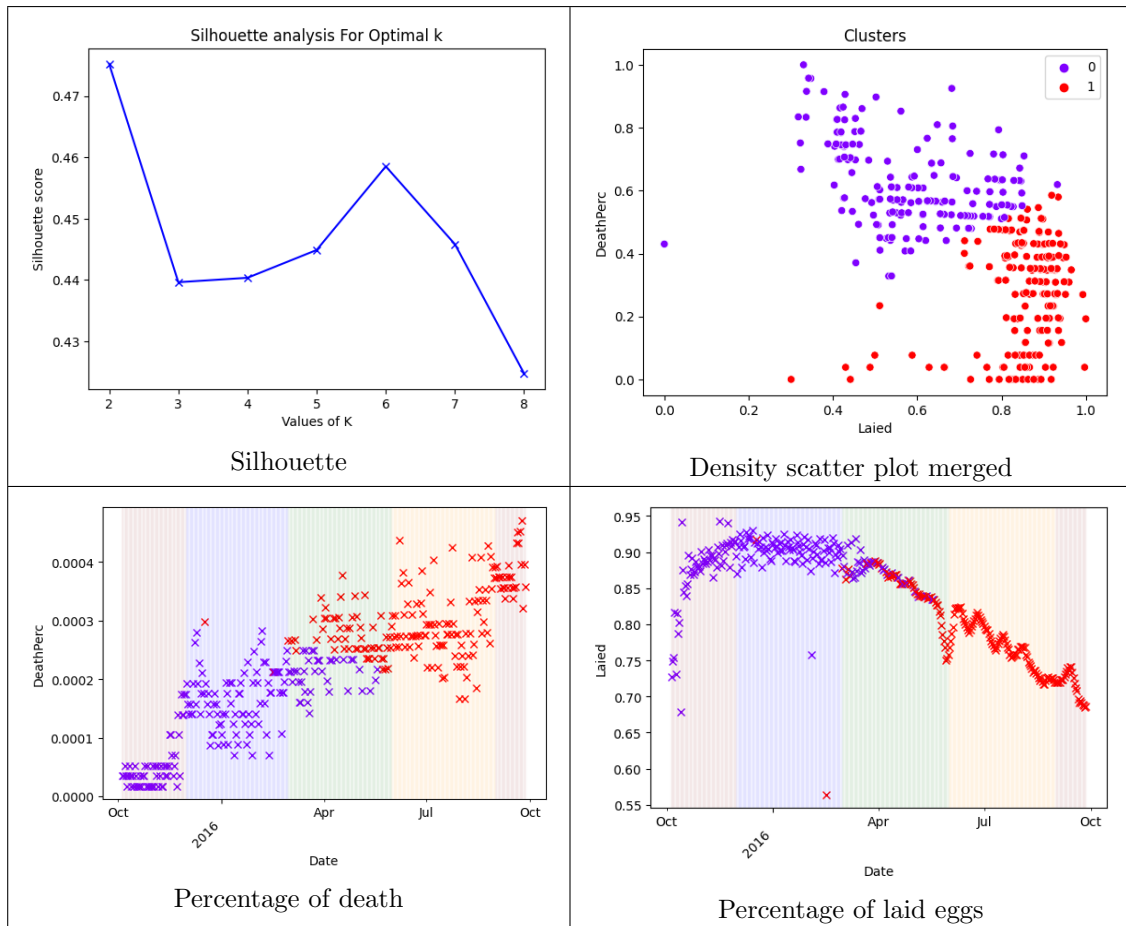 Silhouette analysis For Optimal k
Silhouette score
0.47
0.46
0.45
0.44
0.43
2 3 4 5 6 7 8
Values of K
Silhouette
Clusters
0
1
DeathPerc
1.0
0.8
0.6
0.4
0.2
0.0
0.0 0.2 0.4 0.6 0.8 1.0
Laied
Density scatter plot merged
DeathPerc
0.0004
0.0003
0.0002
0.0001
0.0000
Oct 2016 Apr Jul Oct
Date
Percentage of death
Laied
0.95
0.90
0.85
0.80
0.75
0.70
0.65
0.60
0.55
Oct 2016 Apr Jul Oct
Date
Percentage of laid eggs